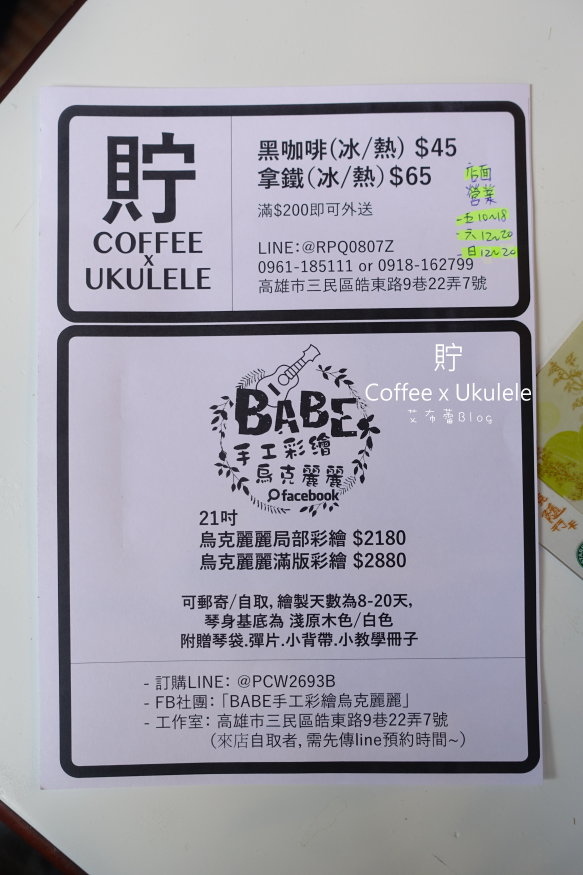 貯
COFFEE
x
UKULELE
黑咖啡(冰/熱) $45
拿鐵(冰/熱)$65
滿$200即可外送
LINE:@RPQ0807Z
0961-185111 or 0918-162799
高雄市三民區皓東路9巷22弄7號
店面
營業
-五10~18
-六12~20
-日12~20
貯
Coffee x Ukulele
艾布蕾Blog
BABE
手工彩繪
烏克麗麗
facebook
21吋
烏克麗麗局部彩繪 $2180
烏克麗麗滿版彩繪 $2880
可郵寄/自取, 繪製天數為8-20天,
琴身基底為 淺原木色/白色
附贈琴袋.彈片.小背帶.小教學冊子
- 訂購LINE: @PCW2693B
- FB社團:「BABE手工彩繪烏克麗麗」
- 工作室: 高雄市三民區皓東路9巷22弄7號
(來店自取者, 需先傳line預約時間~)